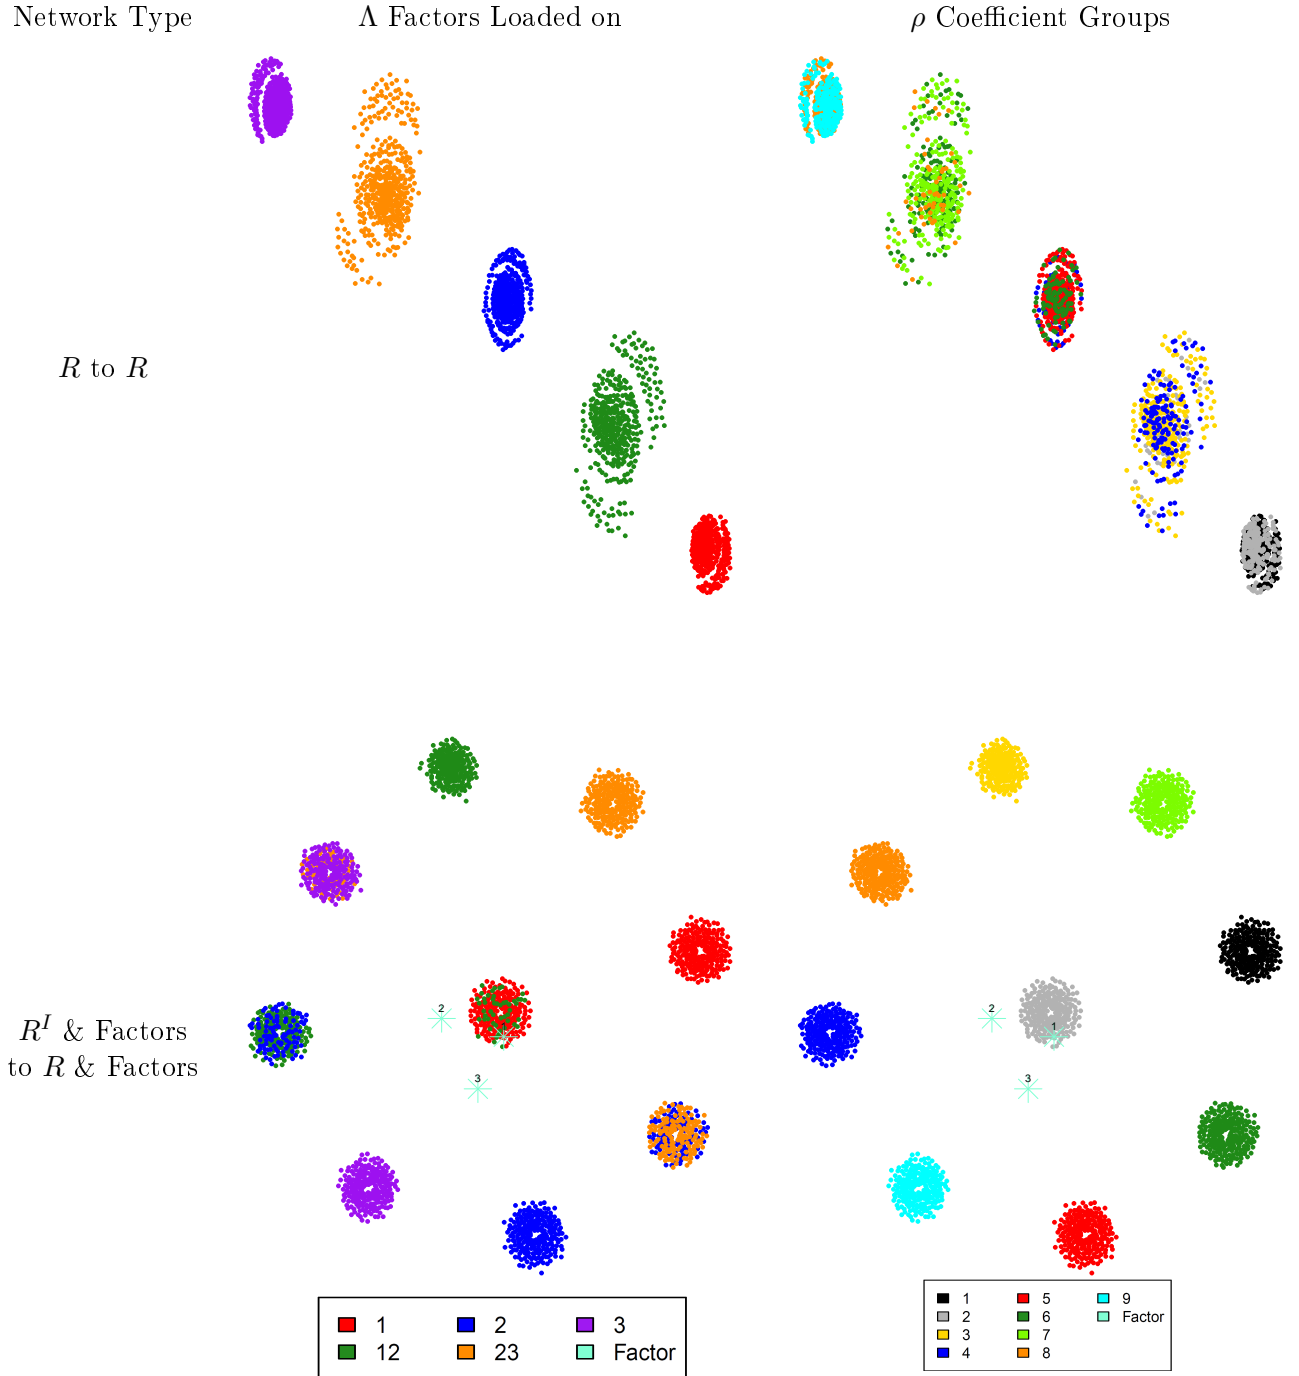 Network Type Λ Factors Loaded on ρ Coefficient Groups
R to R
2 2
1 1
3 3
R^I & Factors
to R & Factors
1 2 3
12 23 Factor
1 5 9
2 6 Factor
3 7
4 8